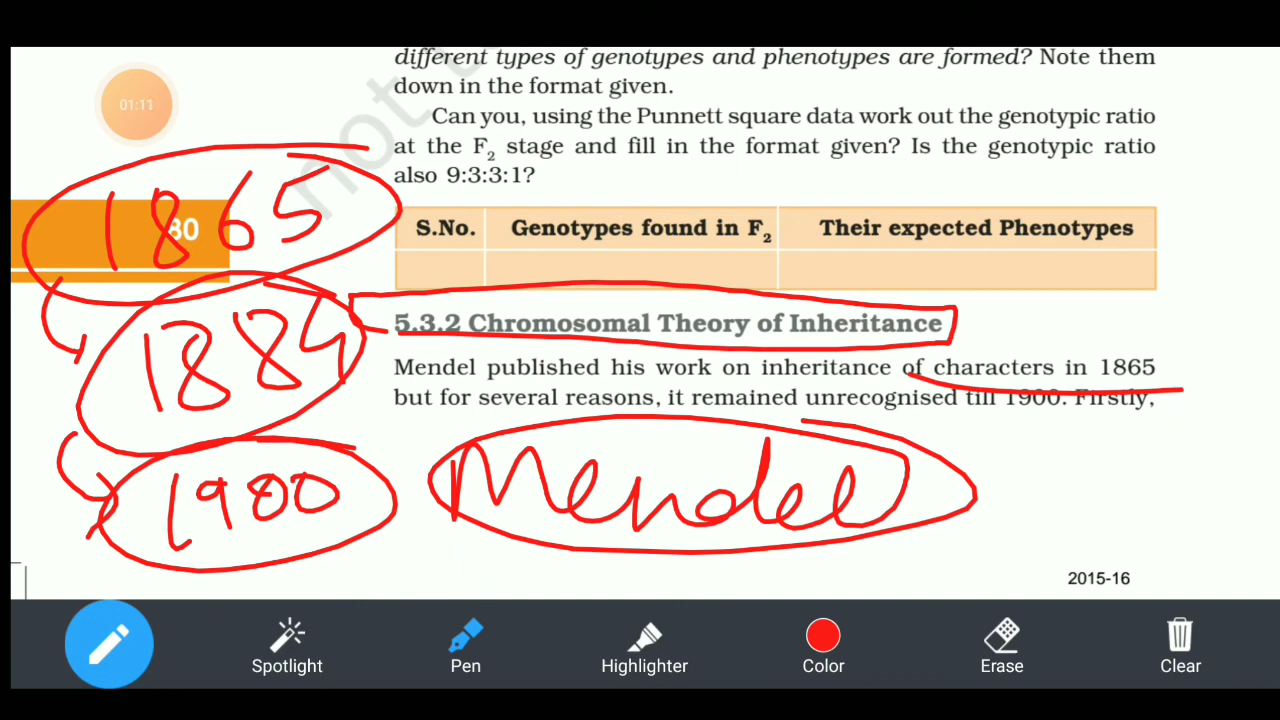 different types of genotypes and phenotypes are formed? Note them
down in the format given.
01:11
Can you, using the Punnett square data work out the genotypic ratio
at the F2 stage and fill in the format given? Is the genotypic ratio
also 9:3:3:1?
not t
1865
80
S.No. Genotypes found in F2 Their expected Phenotypes
1884
5.3.2 Chromosomal Theory of Inheritance
Mendel published his work on inheritance of characters in 1865
but for several reasons, it remained unrecognised till 1900. Firstly,
1980
Mendel
2015-16
Spotlight Pen Highlighter Color Erase Clear